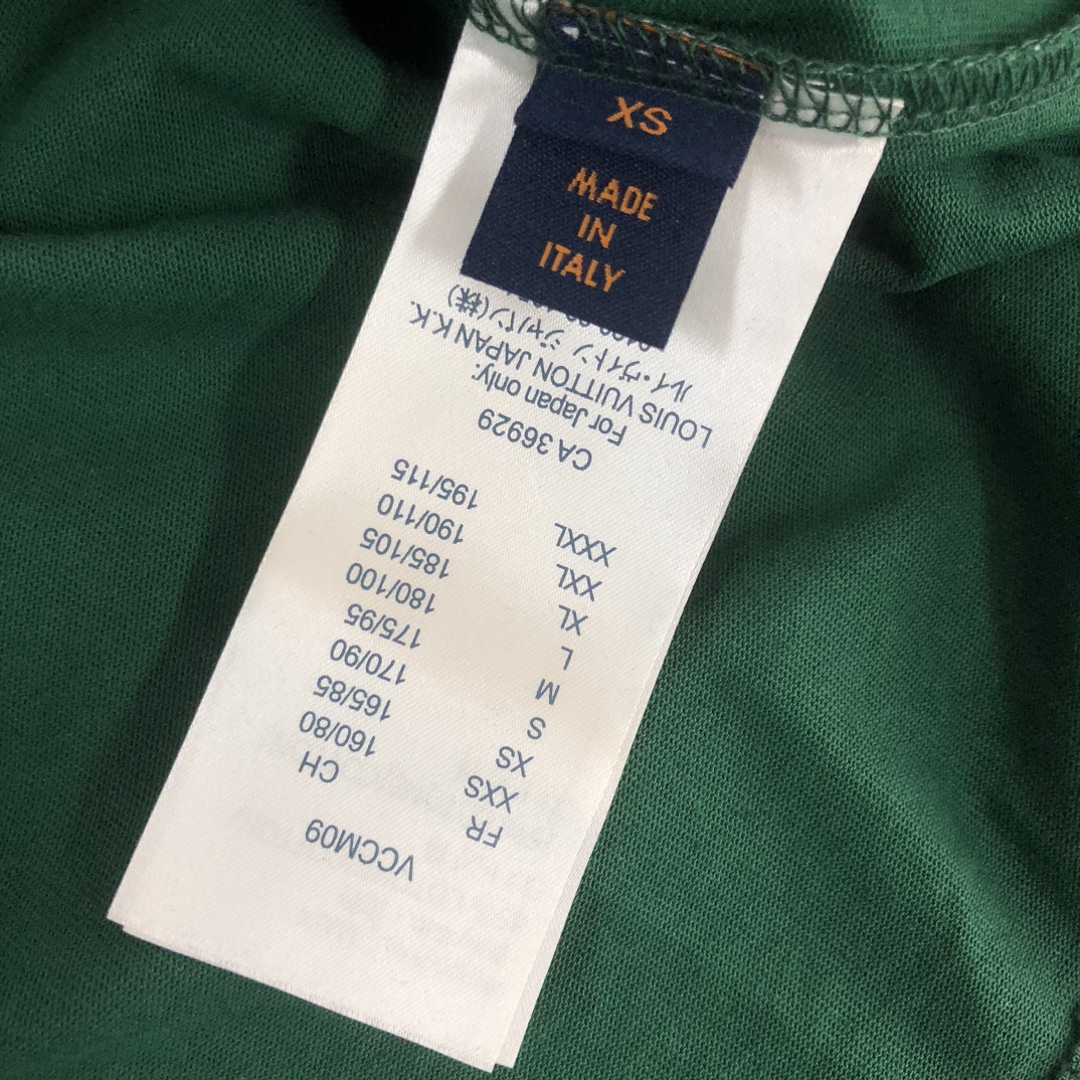 XS
MADE
IN
ITALY
VCCM09
FR CH
XXS 160/80
XS 165/85
S 170/90
M 175/95
L 180/100
XL 185/105
XXL 190/110
XXXL 195/115
CA 36929
For Japan only:
LOUIS VUITTON JAPAN K.K.
ルイ・ヴィトン ジャパン(株)